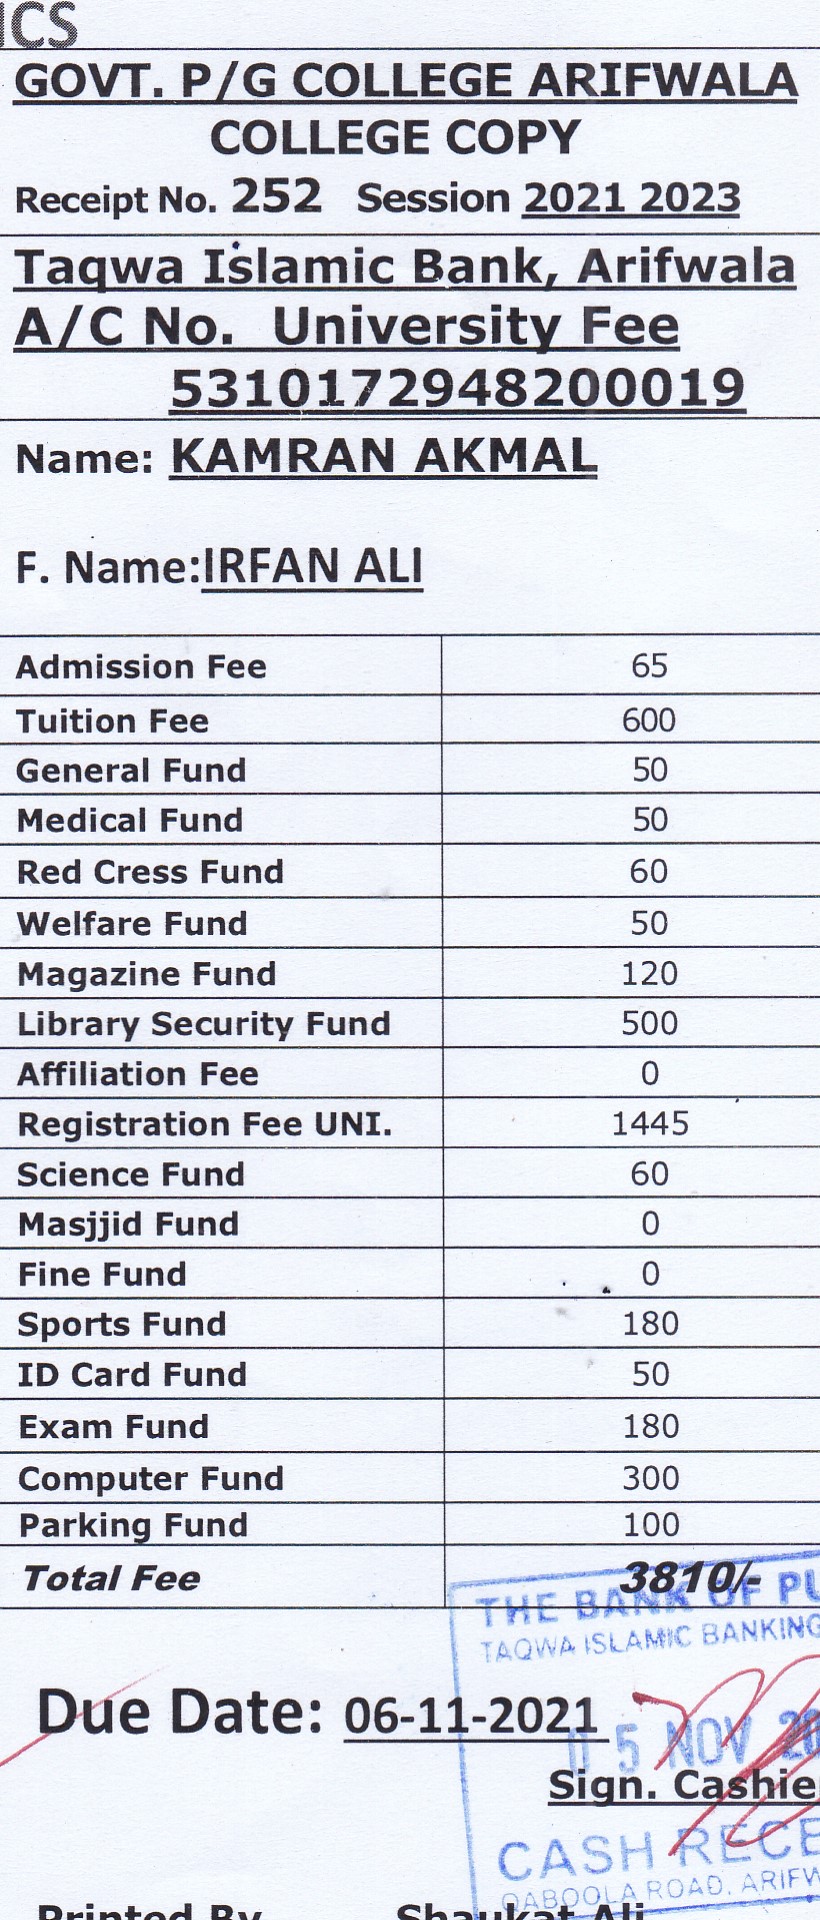 ICS
GOVT. P/G COLLEGE ARIFWALA
COLLEGE COPY
Receipt No. 252 Session 2021 2023
Taqwa Islamic Bank, Arifwala
A/C No. University Fee
5310172948200019
Name: KAMRAN AKMAL
F. Name:IRFAN ALI
Admission Fee 65
Tuition Fee 600
General Fund 50
Medical Fund 50
Red Cress Fund 60
Welfare Fund 50
Magazine Fund 120
Library Security Fund 500
Affiliation Fee 0
Registration Fee UNI. 1445
Science Fund 60
Masjjid Fund 0
Fine Fund 0
Sports Fund 180
ID Card Fund 50
Exam Fund 180
Computer Fund 300
Parking Fund 100
Total Fee 3810/-
THE BANK OF PU
TAQWA ISLAMIC BANKING
Due Date: 06-11-2021
05 NOV 20
Sign. Cashie
CASH RECE
QABOOLA ROAD, ARIFW
Printed By Shaukat Ali